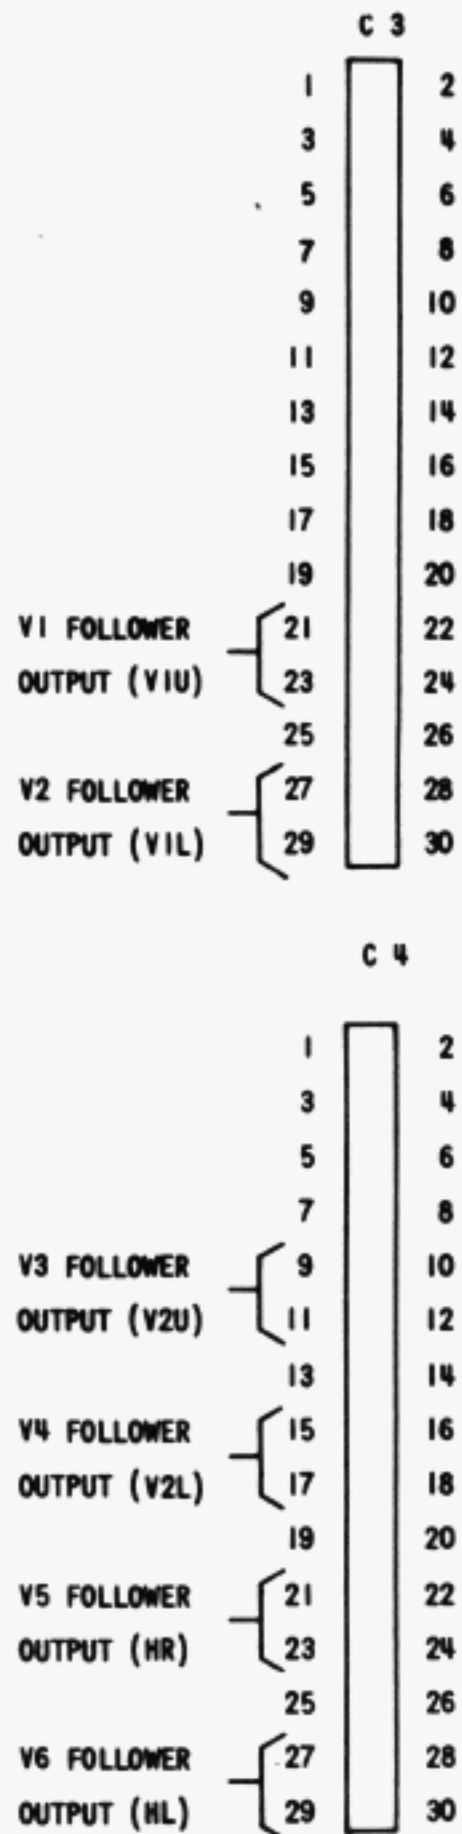 C 3
1 2
3 4
5 6
7 8
9 10
11 12
13 14
15 16
17 18
19 20
V1 FOLLOWER 21 22
OUTPUT (V1U) 23 24
25 26
V2 FOLLOWER 27 28
OUTPUT (V1L) 29 30
C 4
1 2
3 4
5 6
7 8
V3 FOLLOWER 9 10
OUTPUT (V2U) 11 12
13 14
V4 FOLLOWER 15 16
OUTPUT (V2L) 17 18
19 20
V5 FOLLOWER 21 22
OUTPUT (HR) 23 24
25 26
V6 FOLLOWER 27 28
OUTPUT (HL) 29 30